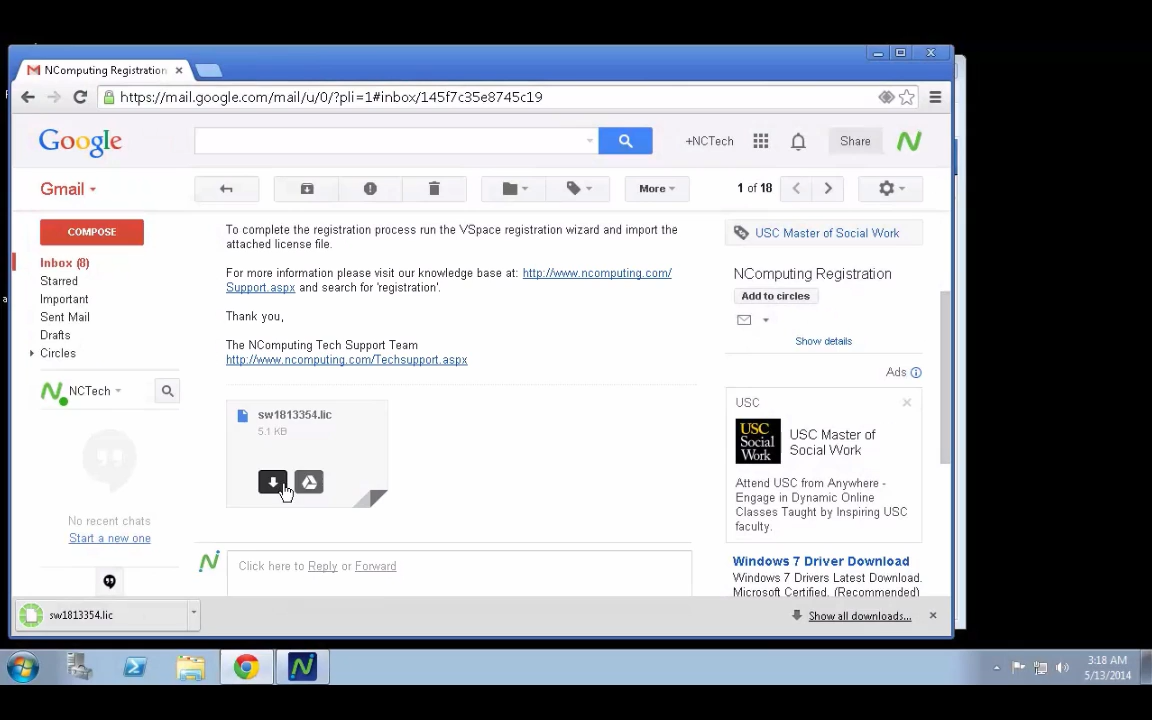 NComputing Registration
https://mail.google.com/mail/u/0/?pli=1#inbox/145f7c35e8745c19
Google
+NCTech
Share
Gmail
More
1 of 18
COMPOSE
Inbox (8)
Starred
Important
Sent Mail
Drafts
Circles
NCTech
No recent chats
Start a new one
To complete the registration process run the VSpace registration wizard and import the
attached license file.
For more information please visit our knowledge base at: http://www.ncomputing.com/
Support.aspx and search for 'registration'.
Thank you,
The NComputing Tech Support Team
http://www.ncomputing.com/Techsupport.aspx
sw1813354.lic
5.1 KB
Click here to Reply or Forward
USC Master of Social Work
NComputing Registration
Add to circles
Show details
Ads
USC
USC
Social
Work
USC Master of
Social Work
Attend USC from Anywhere -
Engage in Dynamic Online
Classes Taught by Inspiring USC
faculty.
Windows 7 Driver Download
Windows 7 Drivers Latest Download.
Microsoft Certified. (Recommended)
sw1813354.lic
Show all downloads...
3:18 AM
5/13/2014